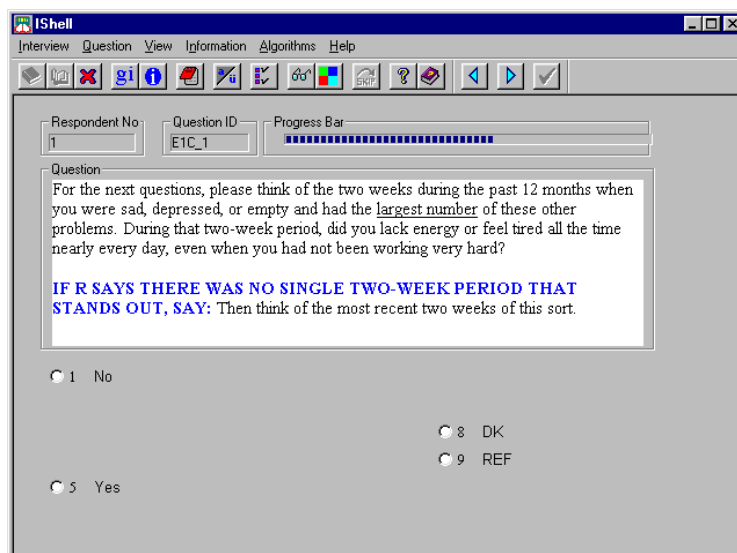 IShell
Interview Question View Information Algorithms Help
gi i ä/ü SKIP ?
Respondent No
1
Question ID
E1C_1
Progress Bar
Question
For the next questions, please think of the two weeks during the past 12 months when
you were sad, depressed, or empty and had the largest number of these other
problems. During that two-week period, did you lack energy or feel tired all the time
nearly every day, even when you had not been working very hard?
IF R SAYS THERE WAS NO SINGLE TWO-WEEK PERIOD THAT
STANDS OUT, SAY: Then think of the most recent two weeks of this sort.
1 No
8 DK
9 REF
5 Yes